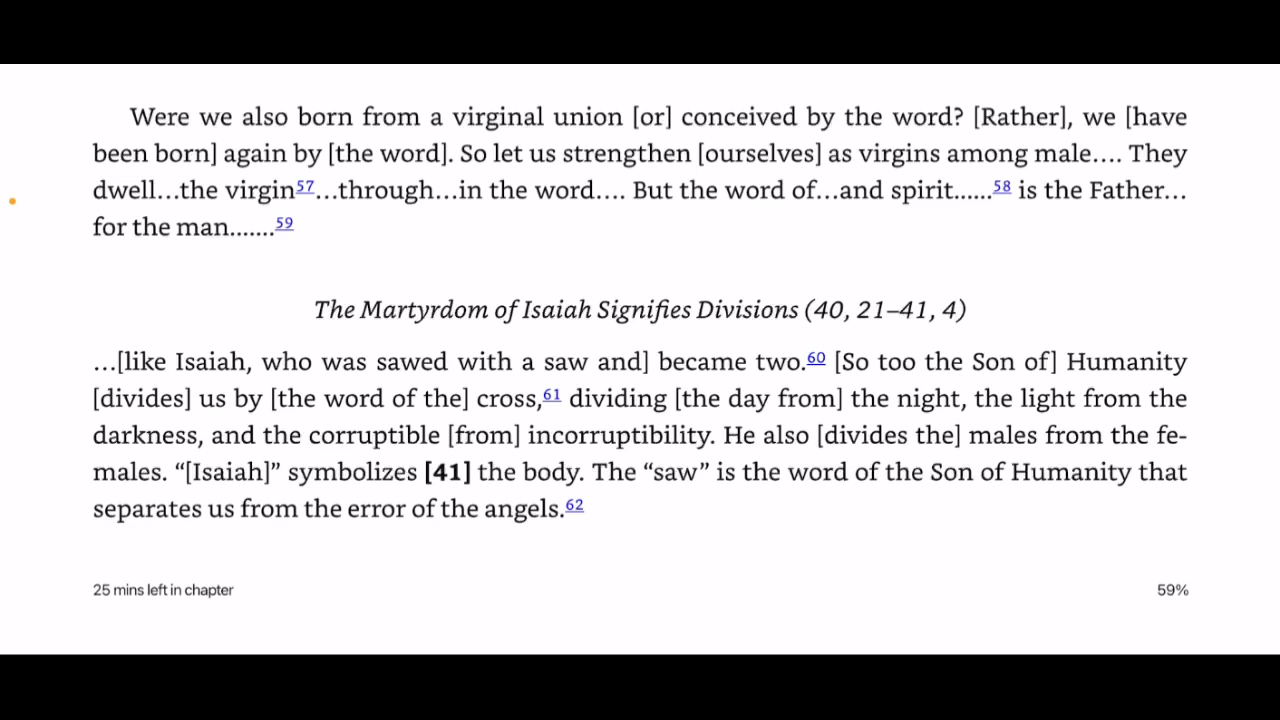 Were we also born from a virginal union [or] conceived by the word? [Rather], we [have
been born] again by [the word]. So let us strengthen [ourselves] as virgins among male…. They
dwell…the virgin57…through…in the word…. But the word of…and spirit......58 is the Father…
for the man.......59
The Martyrdom of Isaiah Signifies Divisions (40, 21–41, 4)
…[like Isaiah, who was sawed with a saw and] became two.60 [So too the Son of] Humanity
[divides] us by [the word of the] cross,61 dividing [the day from] the night, the light from the
darkness, and the corruptible [from] incorruptibility. He also [divides the] males from the fe-
males. “[Isaiah]” symbolizes [41] the body. The “saw” is the word of the Son of Humanity that
separates us from the error of the angels.62
25 mins left in chapter
59%